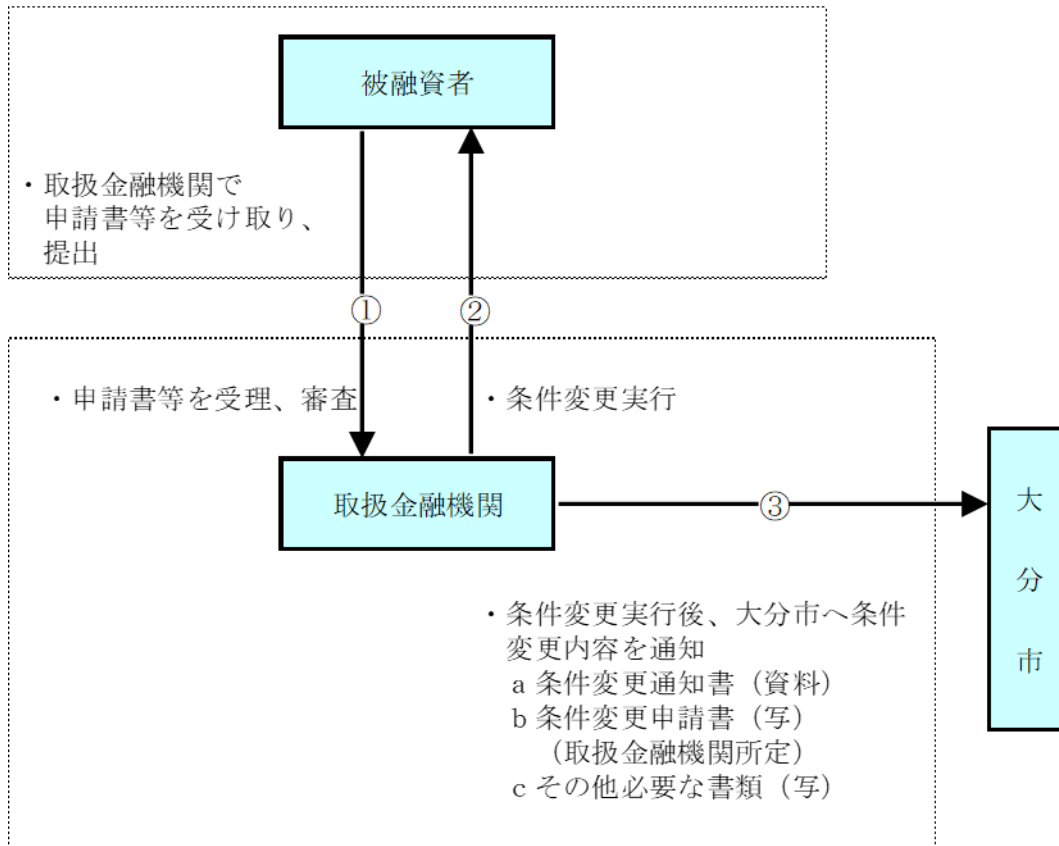 被融資者
・取扱金融機関で
申請書等を受け取り、
提出
①
②
・申請書等を受理、審査
・条件変更実行
取扱金融機関
③
大
分
市
・条件変更実行後、大分市へ条件
変更内容を通知
a 条件変更通知書（資料）
b 条件変更申請書（写）
（取扱金融機関所定）
c その他必要な書類（写）